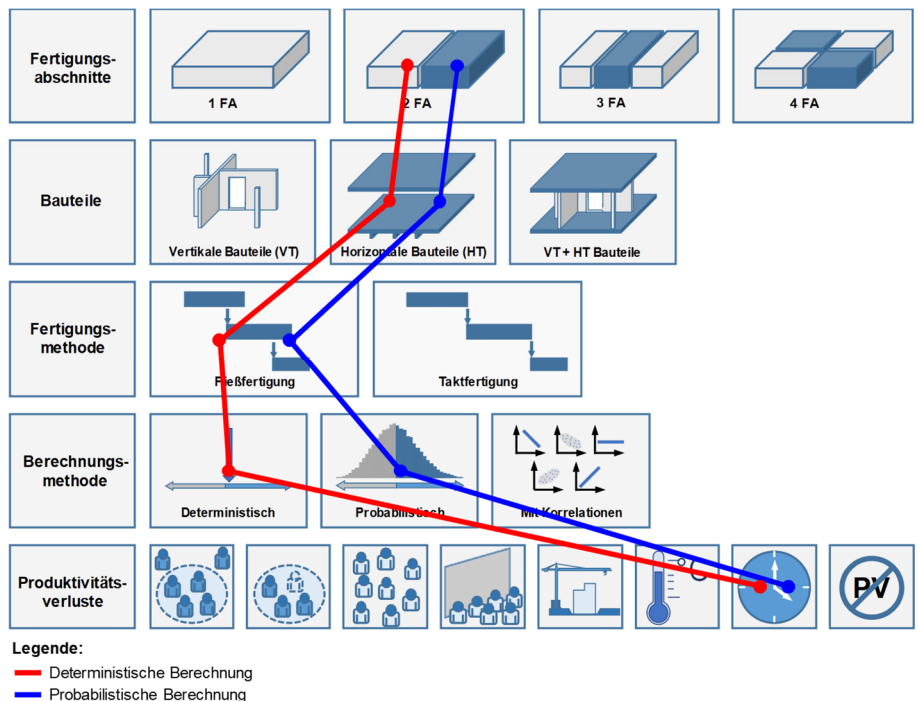 Fertigungs-
abschnitte
1 FA
2 FA
3 FA
4 FA
Bauteile
Vertikale Bauteile (VT)
Horizontale Bauteile (HT)
VT + HT Bauteile
Fertigungs-
methode
Fließfertigung
Taktfertigung
Berechnungs-
methode
Deterministisch
Probabilistisch
Mit Korrelationen
Produktivitäts-
verluste
°C
PV
Legende:
Deterministische Berechnung
Probabilistische Berechnung